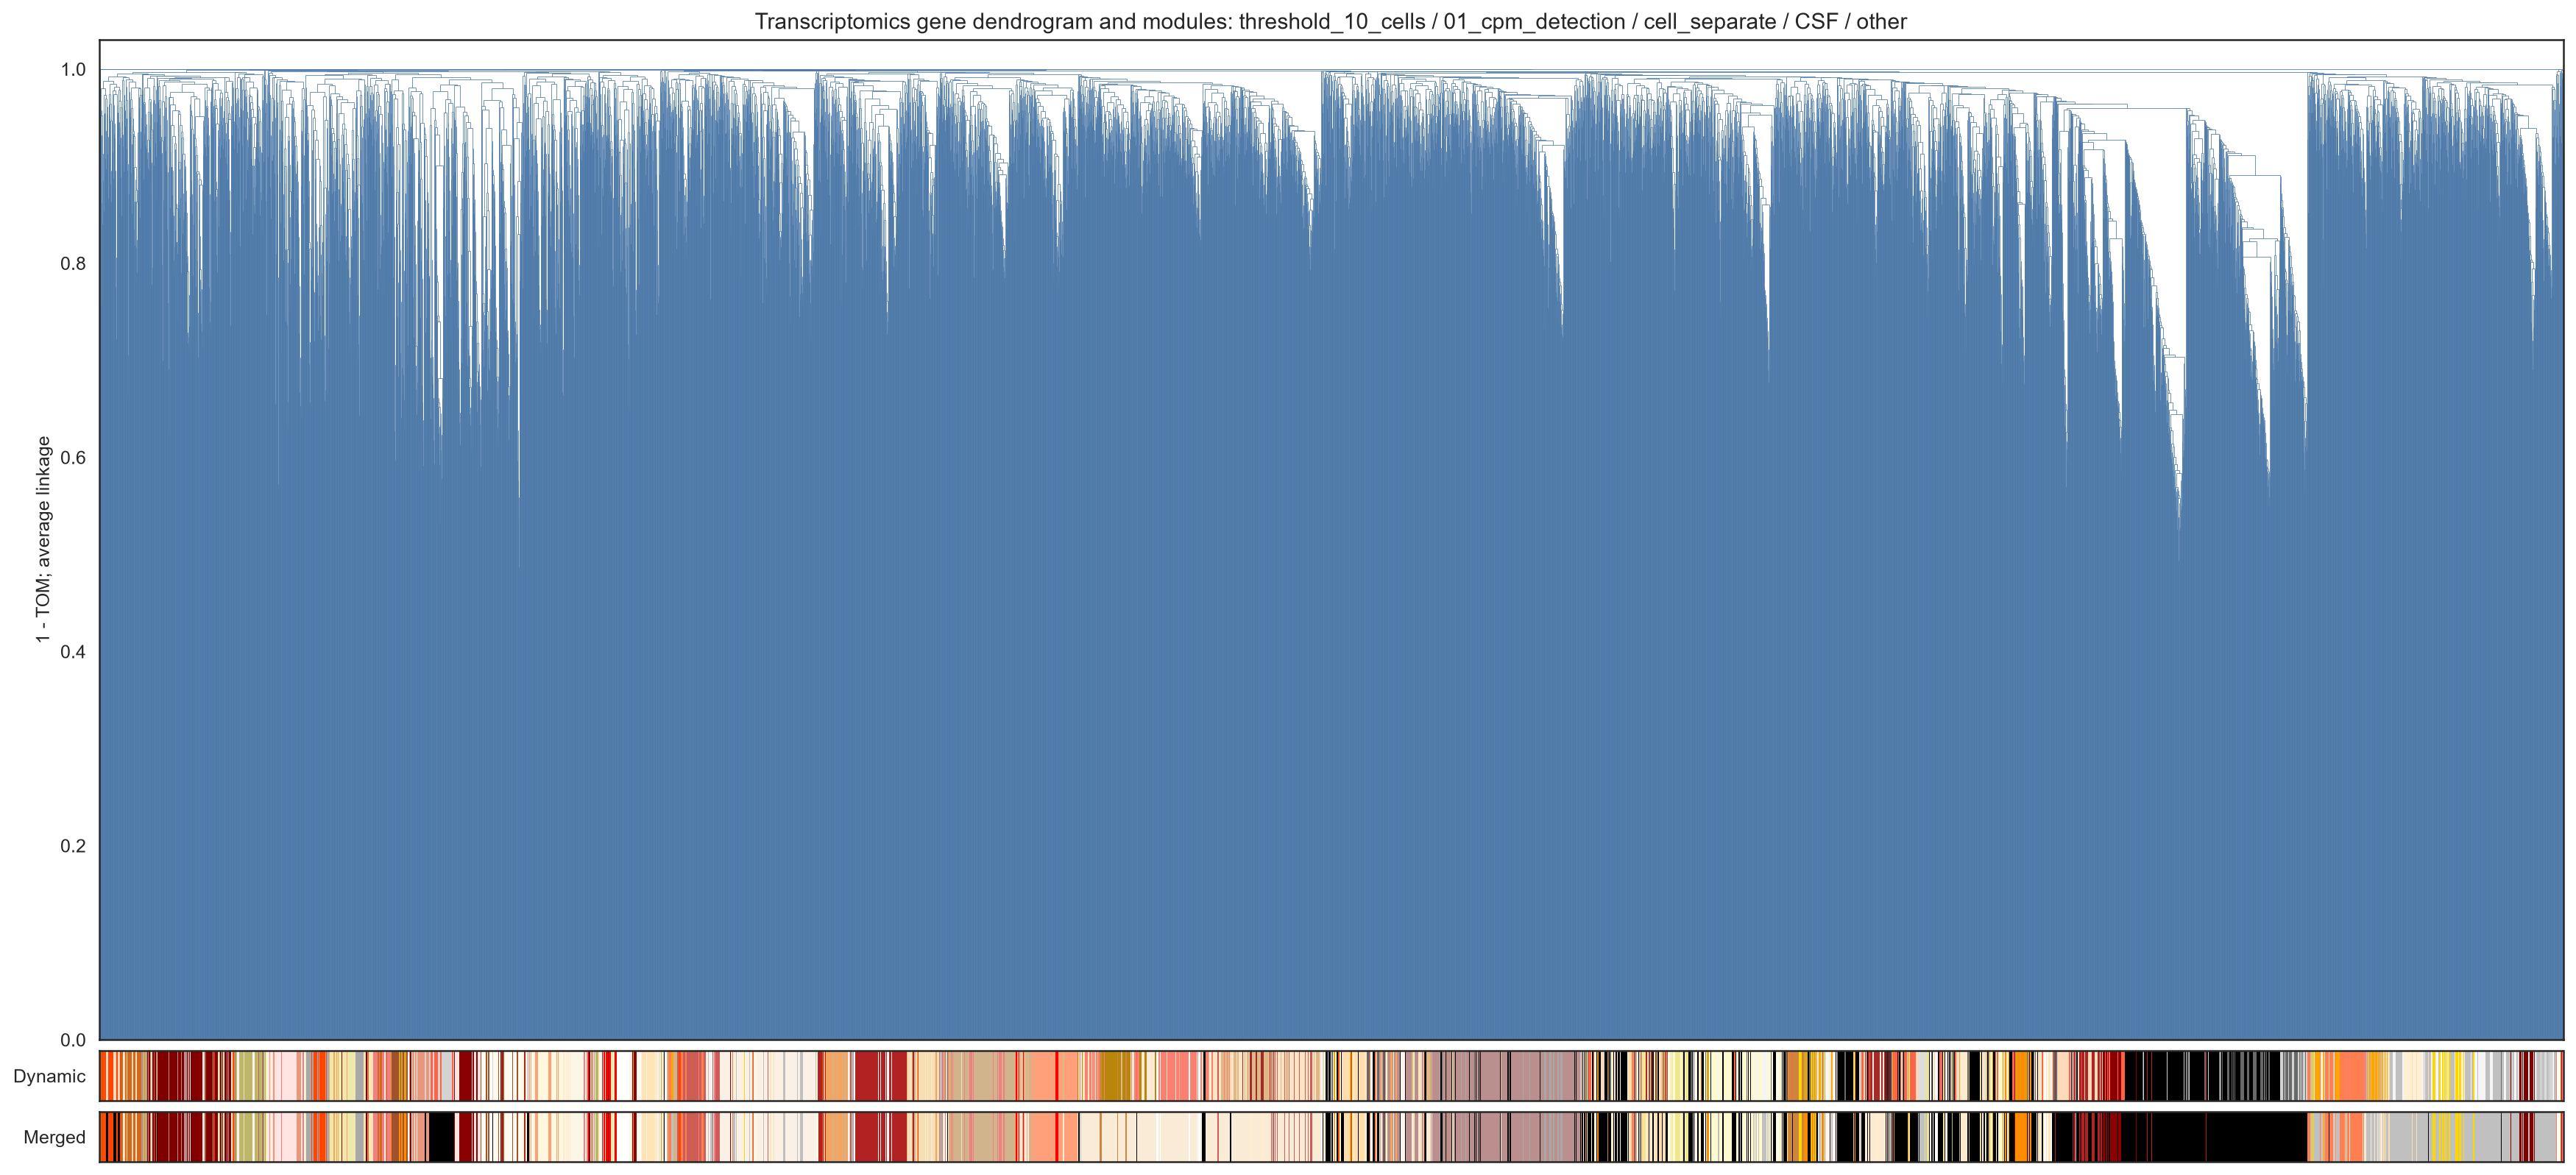 Transcriptomics gene dendrogram and modules: threshold_10_cells / 01_cpm_detection / cell_separate / CSF / other
1.0
0.8
0.6
0.4
0.2
0.0
1 - TOM; average linkage
Dynamic
Merged